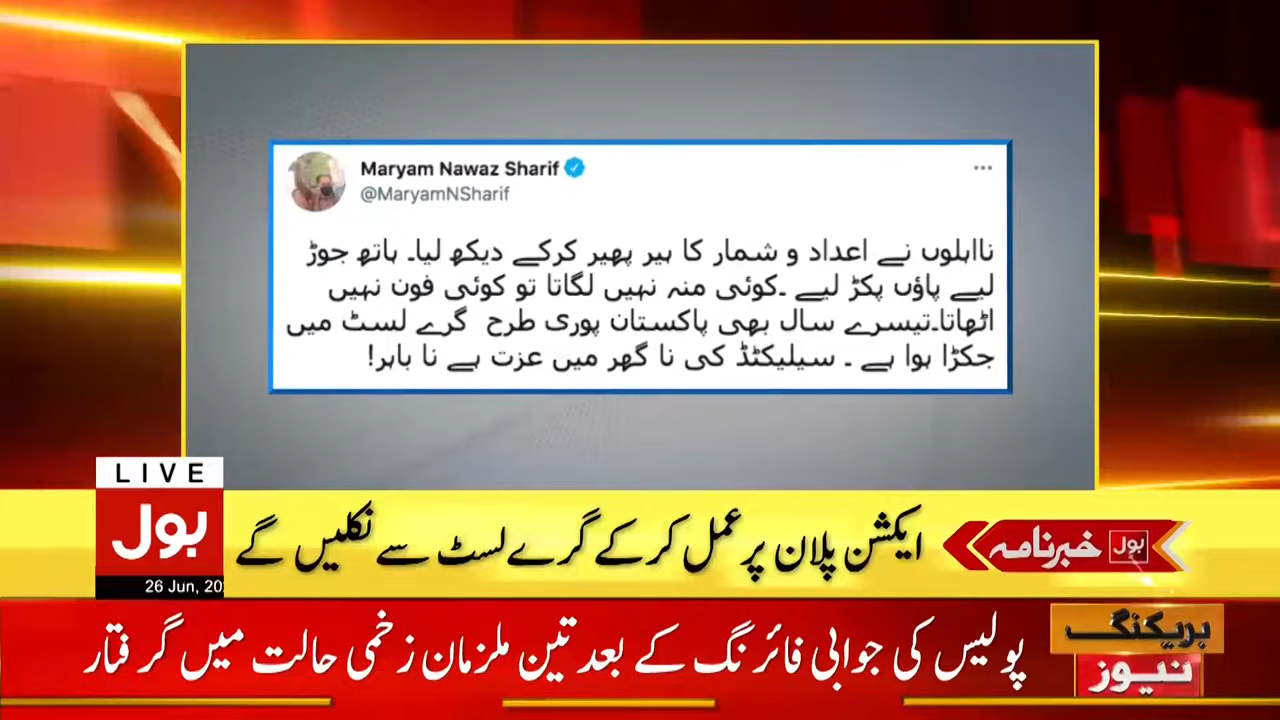 Maryam Nawaz Sharif
@MaryamNSharif
نااہلوں نے اعداد و شمار کا ہیر پھیر کرکے دیکھ لیا۔ ہاتھ جوڑ
لیے پاؤں پکڑ لیے ۔کوئی منہ نہیں لگاتا تو کوئی فون نہیں
اٹھاتا۔تیسرے سال بھی پاکستان پوری طرح گرے لسٹ میں
جکڑا ہوا ہے ۔ سیلیکٹڈ کی نا گھر میں عزت ہے نا باہر!
LIVE
بول
26 Jun, 20
بول خبرنامہ
ایکشن پلان پر عمل کر کے گرے لسٹ سے نکلیں گے
بریکنگ
نیوز
پولیس کی جوابی فائرنگ کے بعد تین ملزمان زخمی حالت میں گرفتار